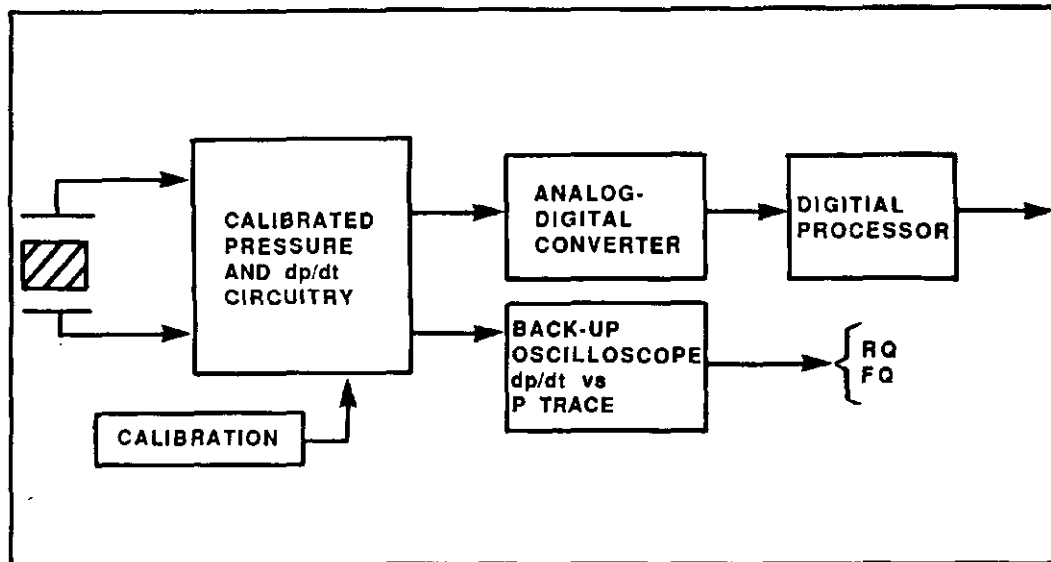 CALIBRATED
PRESSURE
AND dp/dt
CIRCUITRY
ANALOG-
DIGITAL
CONVERTER
DIGITIAL
PROCESSOR
BACK-UP
OSCILLOSCOPE
dp/dt vs
P TRACE
RQ
FQ
CALIBRATION